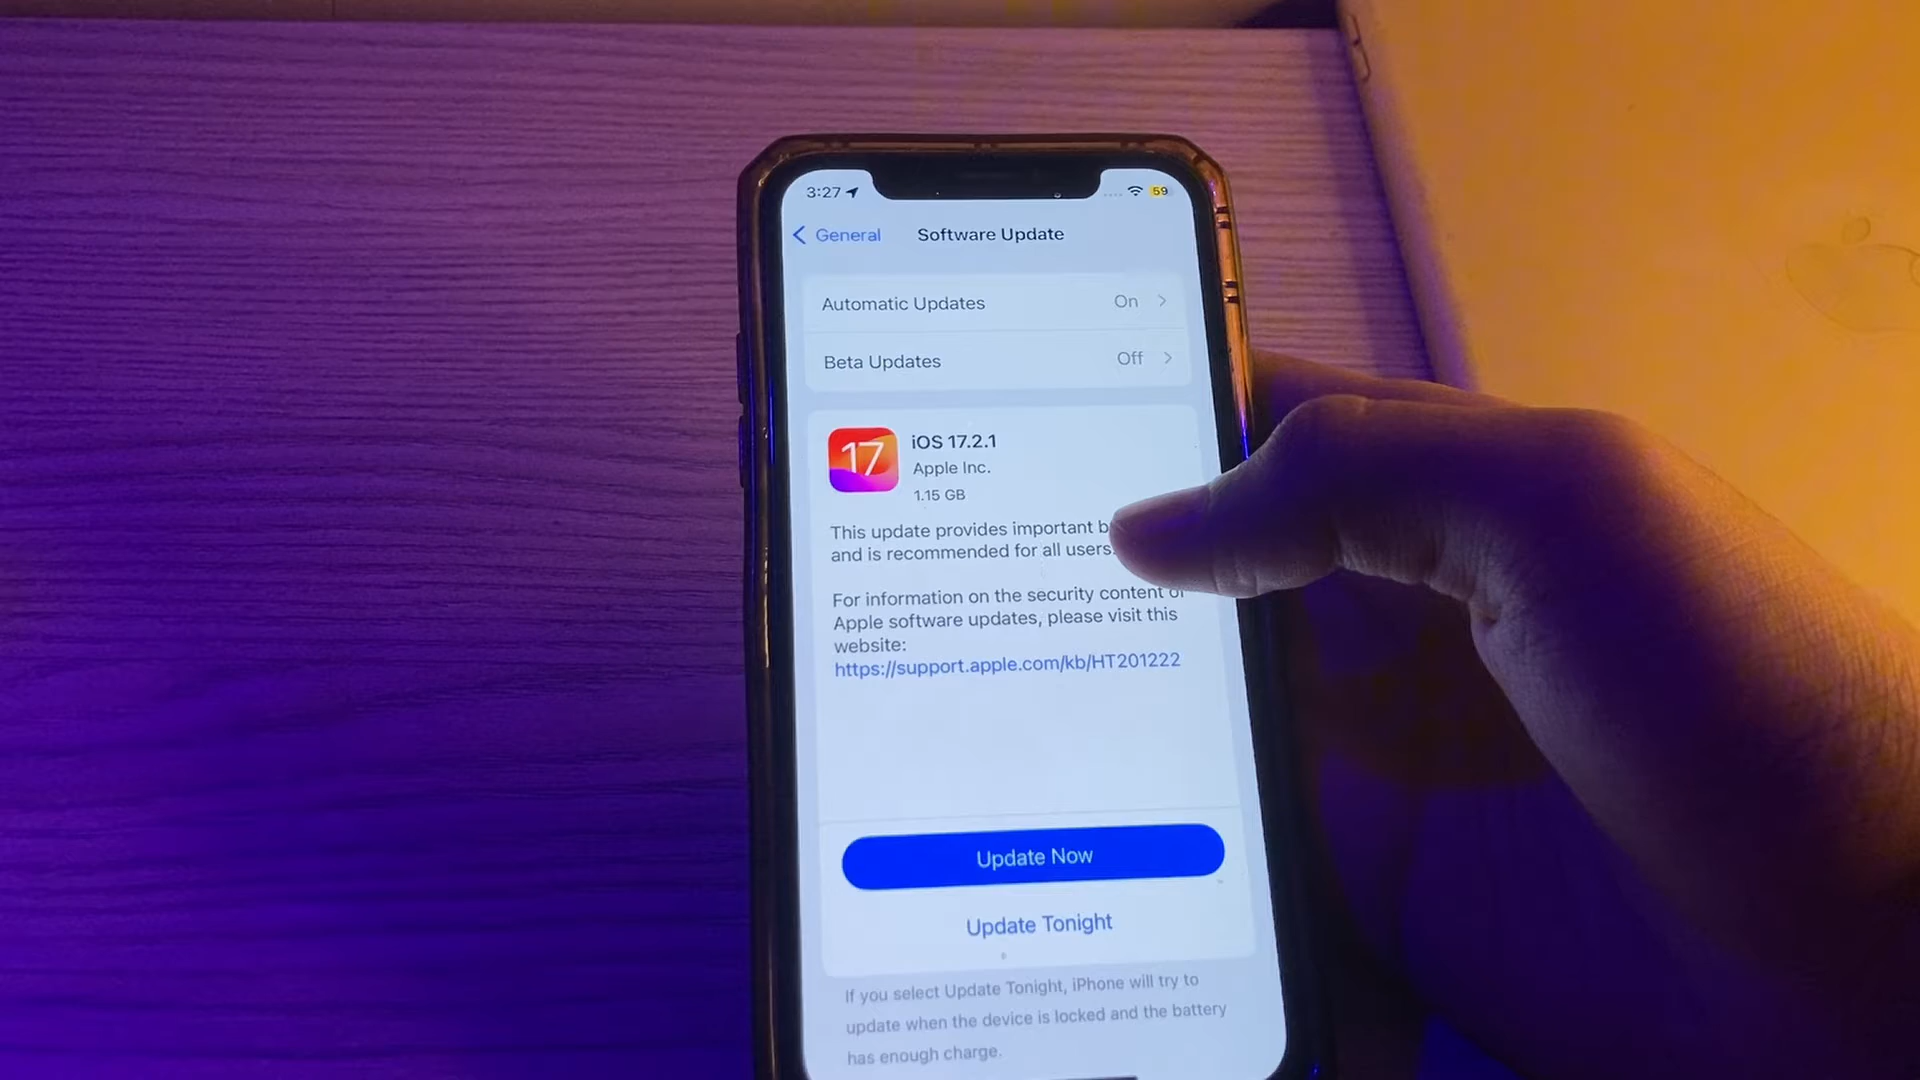 3:27
59
General
Software Update
Automatic Updates
On
Beta Updates
Off
17
iOS 17.2.1
Apple Inc.
1.15 GB
This update provides important b
and is recommended for all users.
For information on the security content of
Apple software updates, please visit this
website:
https://support.apple.com/kb/HT201222
Update Now
Update Tonight
If you select Update Tonight, iPhone will try to
update when the device is locked and the battery
has enough charge.